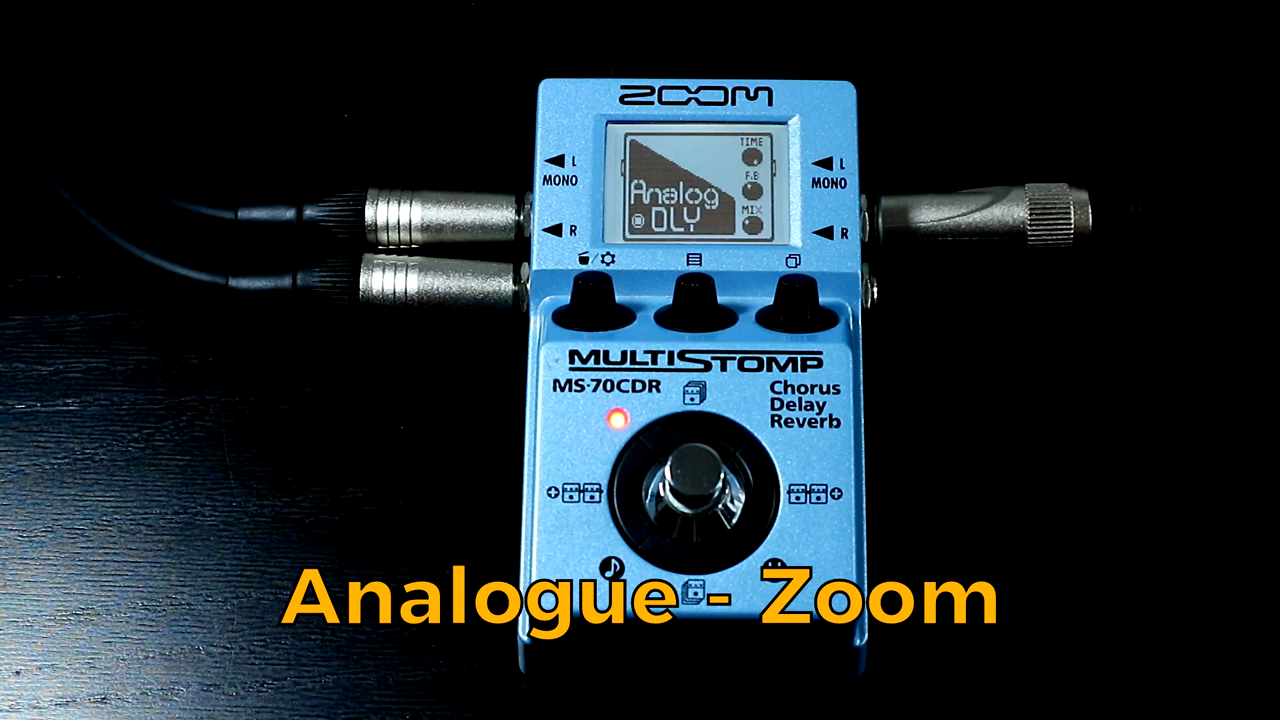 ZOOM
L
MONO
R
TIME
F.B
MIX
Analog
DLY
L
MONO
R
MULTISTOMP
MS-70CDR
Chorus
Delay
Reverb
Analogue - Zoom